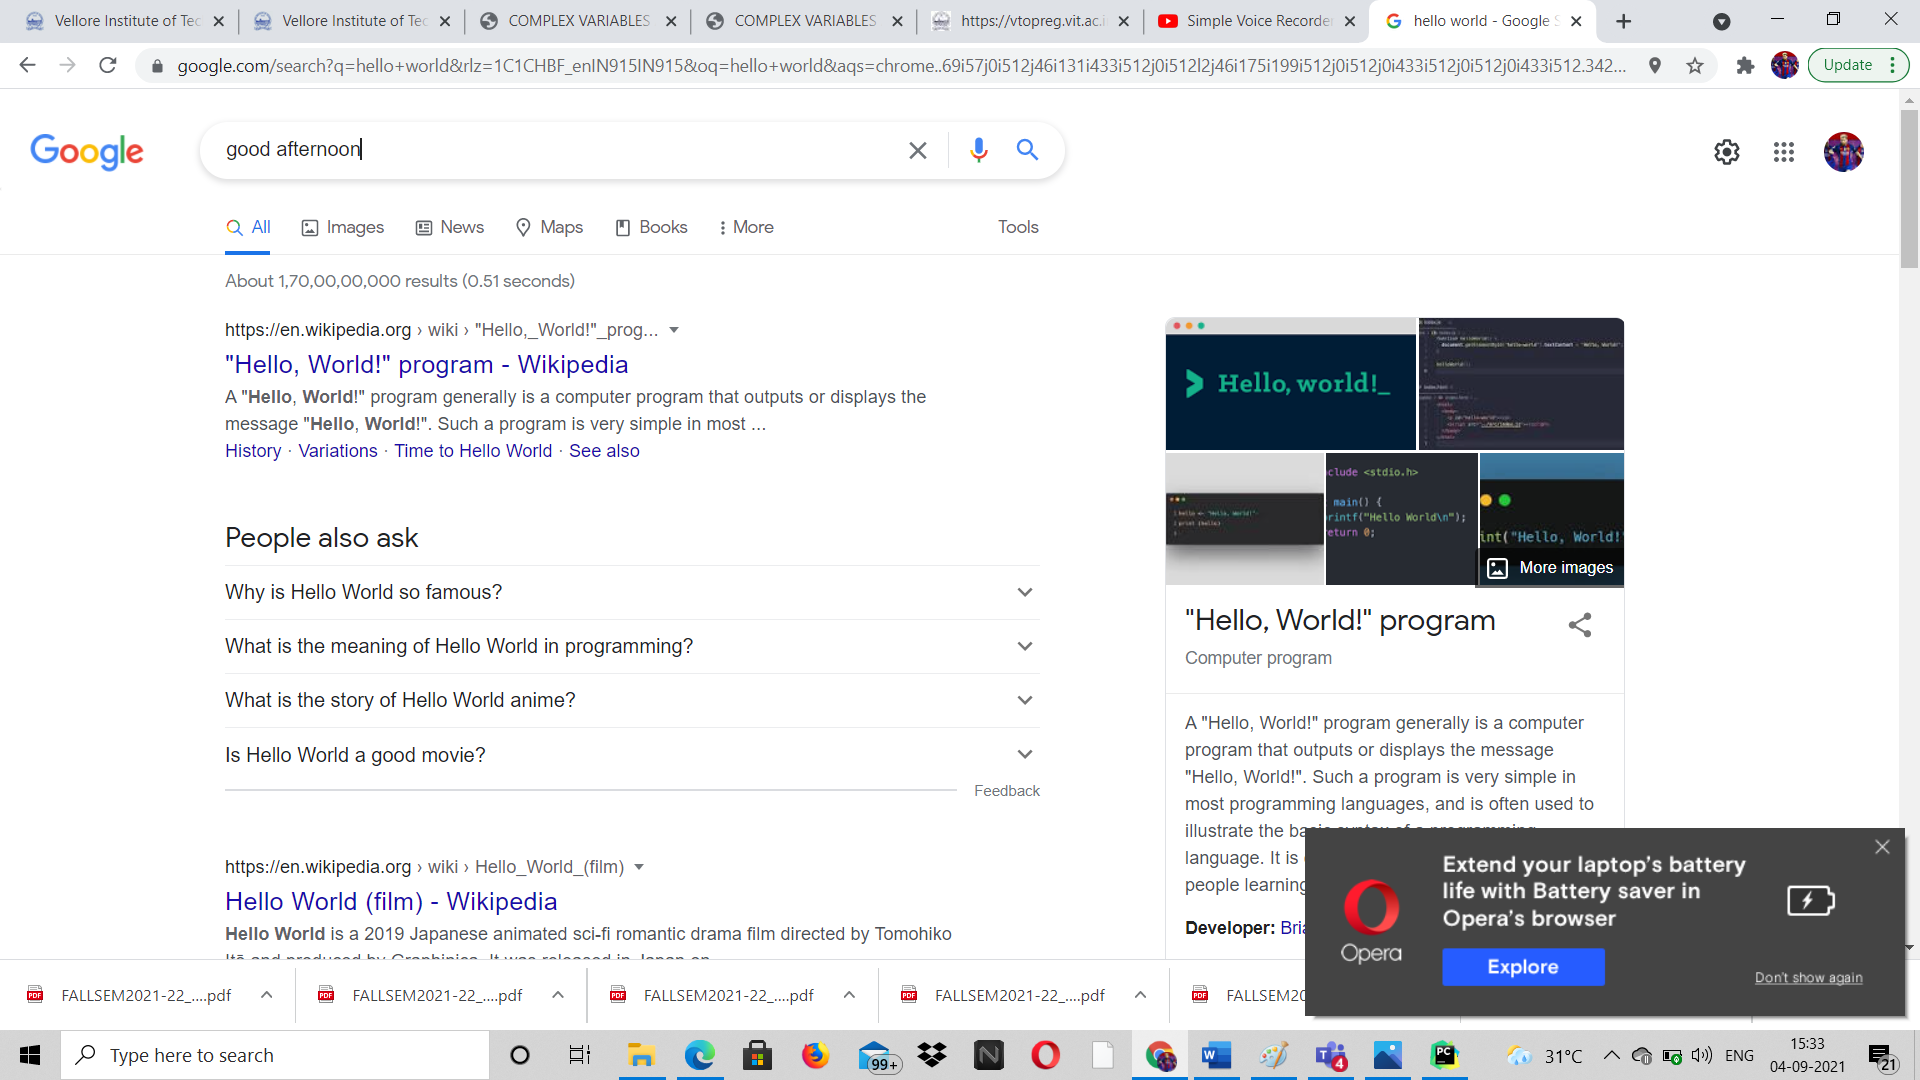 Vellore Institute of Tec
Vellore Institute of Tec
COMPLEX VARIABLES
COMPLEX VARIABLES
https://vtopreg.vit.ac.i
Simple Voice Recorder
hello world - Google S
google.com/search?q=hello+world&rlz=1C1CHBF_enIN915IN915&oq=hello+world&aqs=chrome..69i57j0i512j46i131i433i512j0i512l2j46i175i199i512j0i512j0i433i512j0i512j0i433i512.342...
Update
Google
good afternoon
All
Images
News
Maps
Books
More
Tools
About 1,70,00,00,000 results (0.51 seconds)
https://en.wikipedia.org › wiki › "Hello,_World!"_prog...
"Hello, World!" program - Wikipedia
A "Hello, World!" program generally is a computer program that outputs or displays the
message "Hello, World!". Such a program is very simple in most ...
History · Variations · Time to Hello World · See also
People also ask
Why is Hello World so famous?
What is the meaning of Hello World in programming?
What is the story of Hello World anime?
Is Hello World a good movie?
Feedback
https://en.wikipedia.org › wiki › Hello_World_(film)
Hello World (film) - Wikipedia
Hello World is a 2019 Japanese animated sci-fi romantic drama film directed by Tomohiko
Hello, world!_
clude <stdio.h>
main() {
rintf("Hello World\n");
eturn 0;
int("Hello, World!
More images
"Hello, World!" program
Computer program
A "Hello, World!" program generally is a computer
program that outputs or displays the message
"Hello, World!". Such a program is very simple in
most programming languages, and is often used to
illustrate the
language. It is
people learning
Developer: Bria
Extend your laptop's battery
life with Battery saver in
Opera's browser
Opera
Explore
Don't show again
FALLSEM2021-22_....pdf
FALLSEM2021-22_....pdf
FALLSEM2021-22_....pdf
FALLSEM2021-22_....pdf
FALLSEM20
Type here to search
99+
4
31°C
ENG
15:33
04-09-2021
21